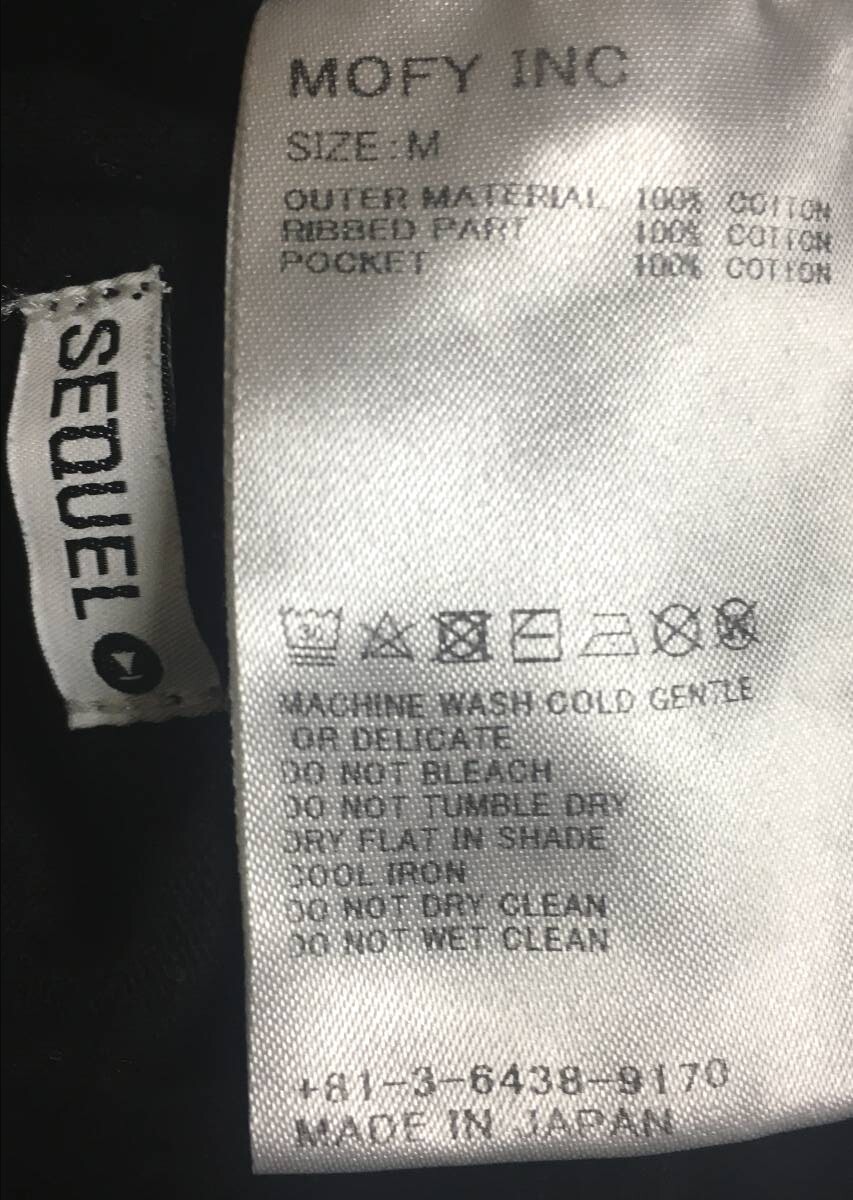 MOFY INC
SIZE:M
OUTER MATERIAL 100% COTTON
RIBBED PART 100% COTTON
POCKET 100% COTTON
SEQUEL
30
MACHINE WASH COLD GENTLE
OR DELICATE
DO NOT BLEACH
DO NOT TUMBLE DRY
DRY FLAT IN SHADE
COOL IRON
DO NOT DRY CLEAN
DO NOT WET CLEAN
+81-3-6438-9170
MADE IN JAPAN